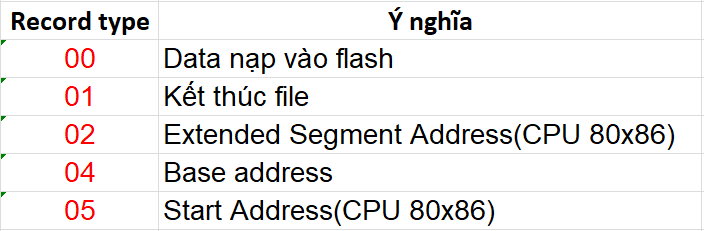 Record type Ý nghĩa
00 Data nạp vào flash
01 Kết thúc file
02 Extended Segment Address(CPU 80x86)
04 Base address
05 Start Address(CPU 80x86)